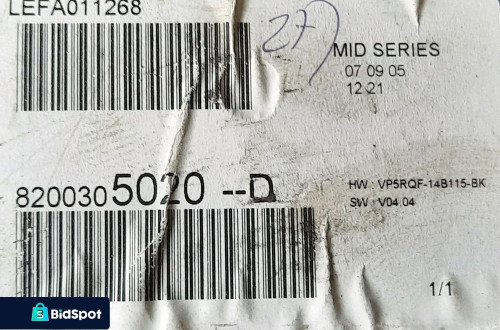 LEFA011268
27)
MID SERIES
07 09 05
12 21
8200305020 --D
HW : VP5RQF-14B115-BK
SW : V04.04
1/1
BidSpot